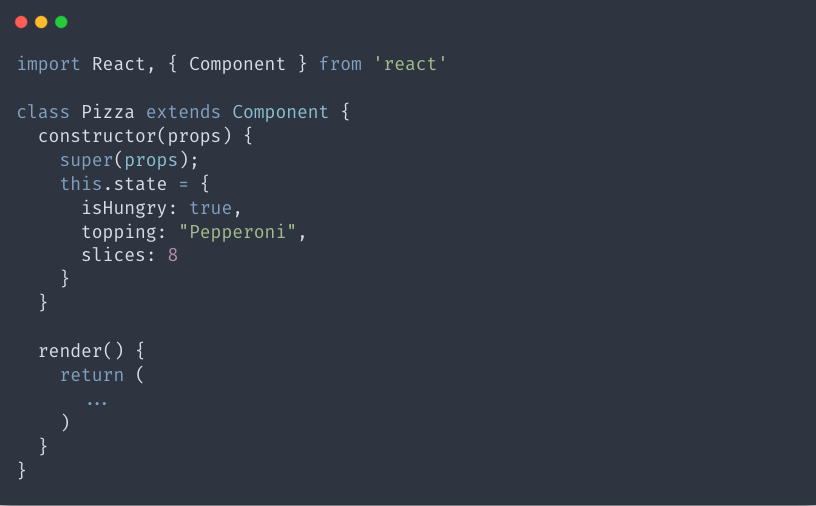 import React, { Component } from 'react'
class Pizza extends Component {
constructor(props) {
super(props);
this.state = {
isHungry: true,
topping: "Pepperoni",
slices: 8
}
}
render() {
return (
...
)
}
}